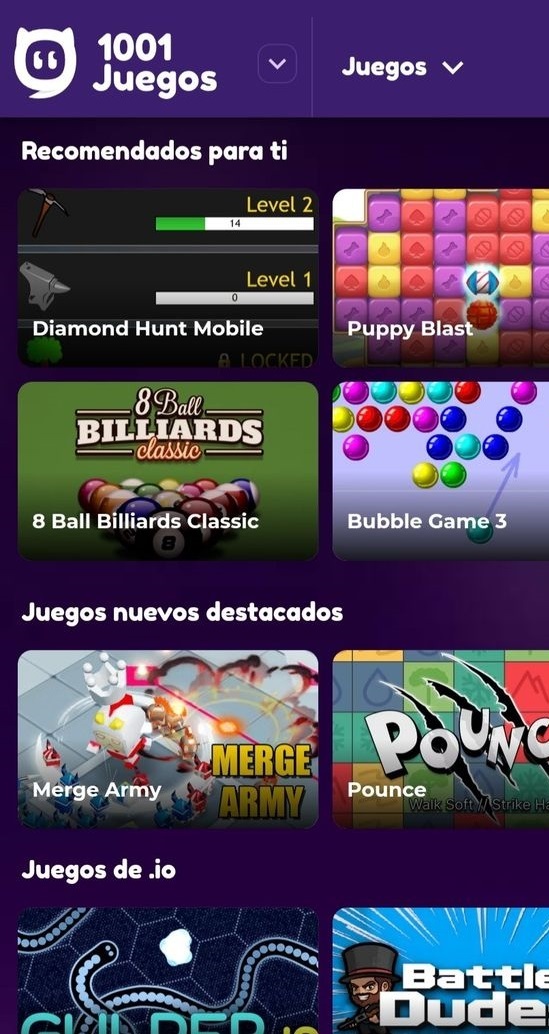 1001
Juegos
Juegos
Recomendados para ti
Level 2
14
Level 1
0
Diamond Hunt Mobile
LOCKED
Puppy Blast
8 Ball
BILLIARDS
classic
8
8 Ball Billiards Classic
Bubble Game 3
Juegos nuevos destacados
MERGE
ARMY
Merge Army
POUNC
Pounce
Walk Soft // Strike Ha
Juegos de .io
Battle
Dude